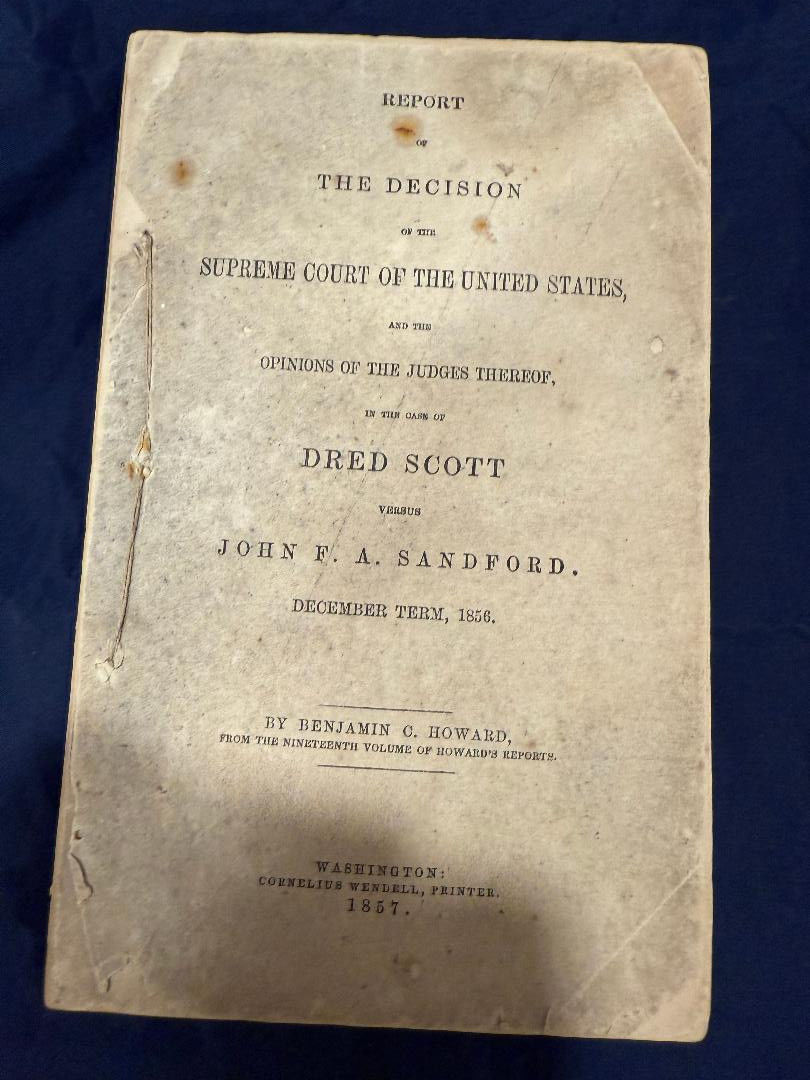 REPORT
OF
THE DECISION
OF THE
SUPREME COURT OF THE UNITED STATES,
AND THE
OPINIONS OF THE JUDGES THEREOF,
IN THE CASE OF
DRED SCOTT
VERSUS
JOHN F. A. SANDFORD.
DECEMBER TERM, 1856.
BY BENJAMIN C. HOWARD,
FROM THE NINETEENTH VOLUME OF HOWARD'S REPORTS.
WASHINGTON:
CORNELIUS WENDELL, PRINTER.
1857.